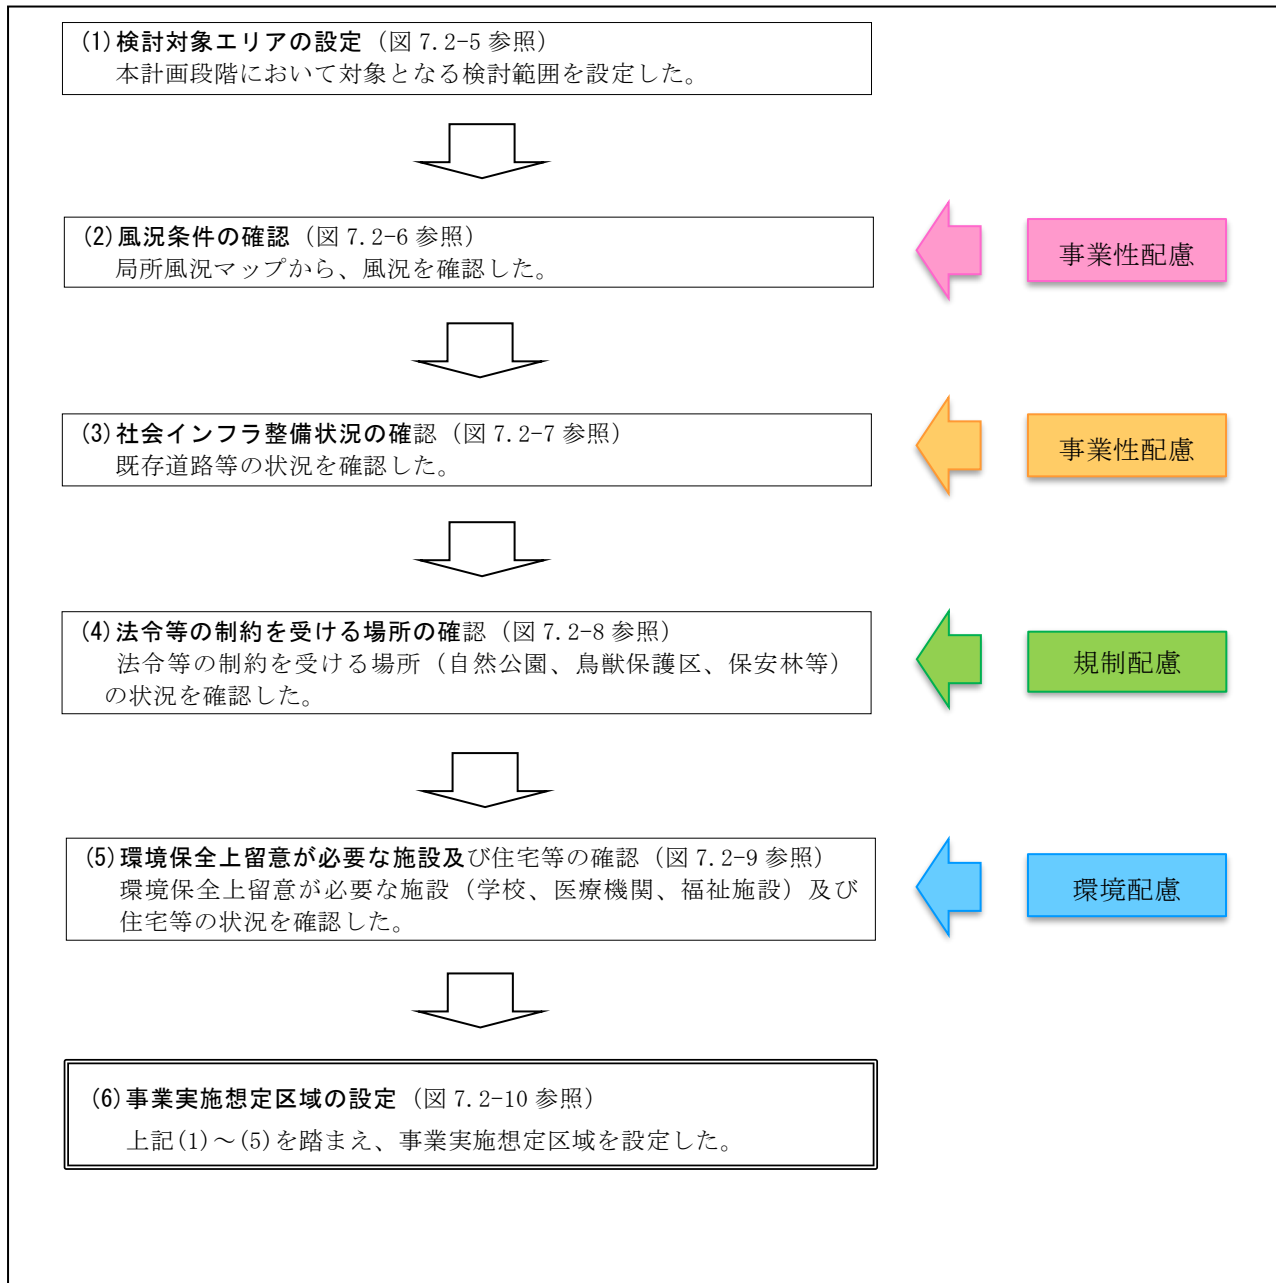 (1)検討対象エリアの設定（図 7.2-5 参照）
本計画段階において対象となる検討範囲を設定した。
(2)風況条件の確認（図 7.2-6 参照）
局所風況マップから、風況を確認した。
事業性配慮
(3)社会インフラ整備状況の確認（図 7.2-7 参照）
既存道路等の状況を確認した。
事業性配慮
(4)法令等の制約を受ける場所の確認（図 7.2-8 参照）
法令等の制約を受ける場所（自然公園、鳥獣保護区、保安林等）
の状況を確認した。
規制配慮
(5)環境保全上留意が必要な施設及び住宅等の確認（図 7.2-9 参照）
環境保全上留意が必要な施設（学校、医療機関、福祉施設）及び
住宅等の状況を確認した。
環境配慮
(6)事業実施想定区域の設定（図 7.2-10 参照）
上記(1)～(5)を踏まえ、事業実施想定区域を設定した。